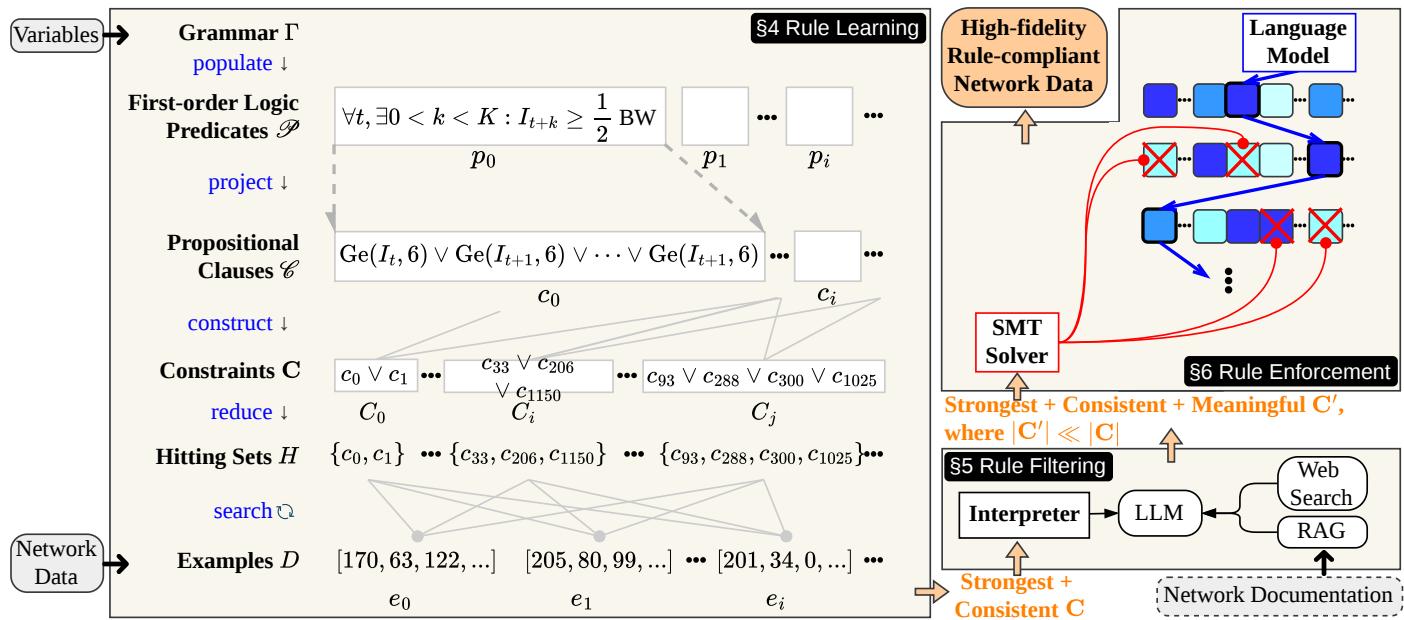 Variables
§4 Rule Learning
Grammar Γ
populate ↓
First-order Logic
Predicates 𝒫
∀t, ∃0 < k < K : I_{t+k} ≥ 1/2 BW
p_0
p_1
p_i
project ↓
Propositional
Clauses 𝒞
Ge(I_t, 6) ∨ Ge(I_{t+1}, 6) ∨ ⋯ ∨ Ge(I_{t+1}, 6)
c_0
c_i
construct ↓
Constraints C
c_0 ∨ c_1
c_33 ∨ c_206
∨ c_1150
c_93 ∨ c_288 ∨ c_300 ∨ c_1025
C_0
C_i
C_j
reduce ↓
Hitting Sets H
{c_0, c_1} ••• {c_33, c_206, c_1150} ••• {c_93, c_288, c_300, c_1025}•••
search
Network
Data
Examples D
[170, 63, 122, ...] [205, 80, 99, ...] ••• [201, 34, 0, ...] •••
e_0
e_1
e_i
High-fidelity
Rule-compliant
Network Data
Language
Model
SMT
Solver
§6 Rule Enforcement
Strongest + Consistent + Meaningful C′,
where |C′| ≪ |C|
§5 Rule Filtering
Interpreter
LLM
Web
Search
RAG
Strongest +
Consistent C
Network Documentation